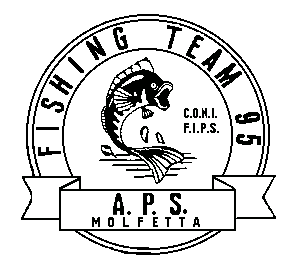 FISHING TEAM 95
C.O.N.I.
F.I.P.S.
A. P. S.
MOLFETTA